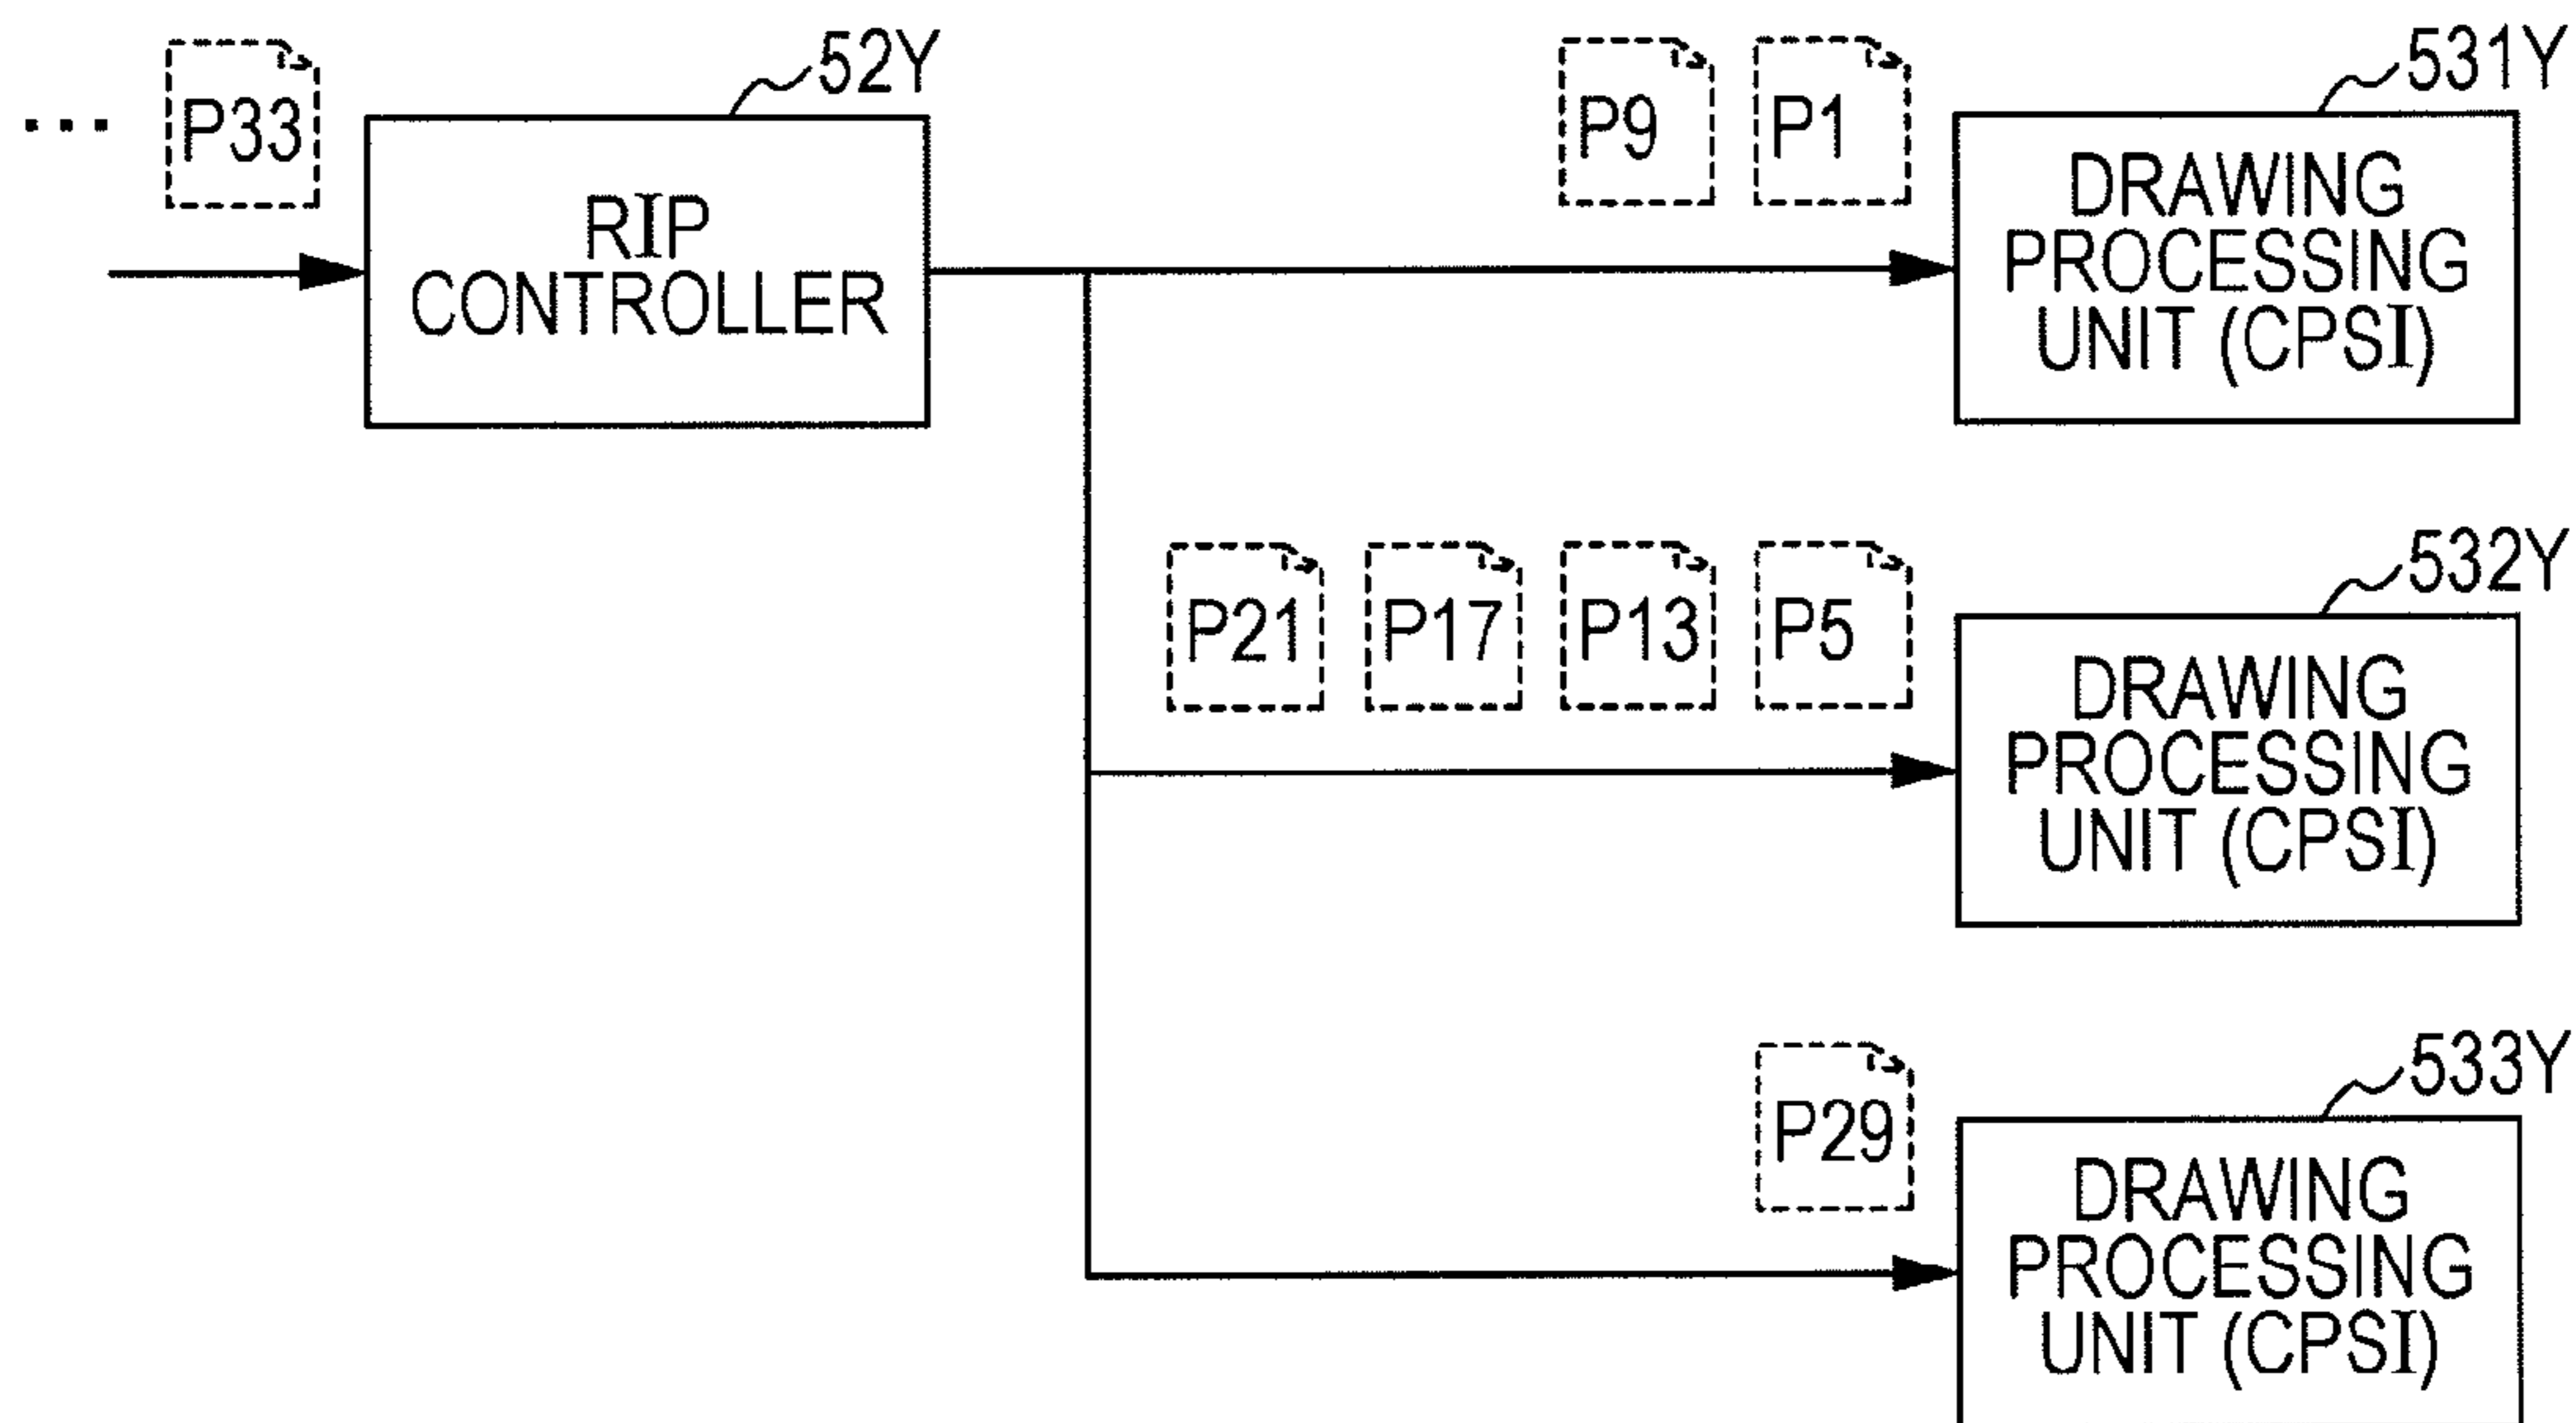 ... P33
52Y
RIP
CONTROLLER
P9 P1
531Y
DRAWING
PROCESSING
UNIT (CPSI)
P21 P17 P13 P5
532Y
DRAWING
PROCESSING
UNIT (CPSI)
P29
533Y
DRAWING
PROCESSING
UNIT (CPSI)